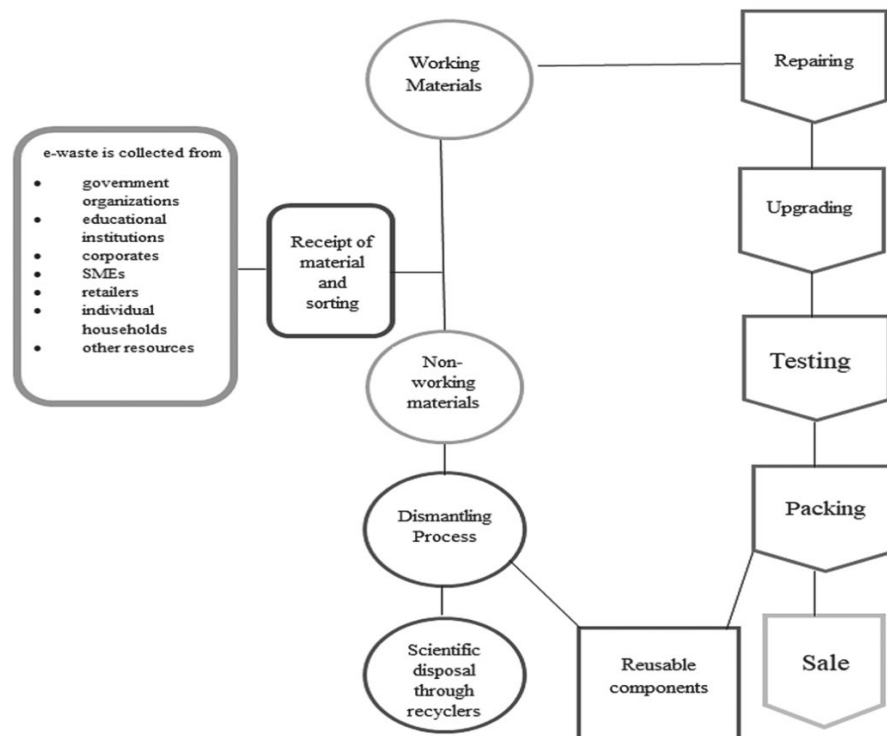 e-waste is collected from
• government
organizations
• educational
institutions
• corporates
• SMEs
• retailers
• individual
households
• other resources
Receipt of
material
and
sorting
Working
Materials
Non-
working
materials
Dismantling
Process
Scientific
disposal
through
recyclers
Reusable
components
Repairing
Upgrading
Testing
Packing
Sale